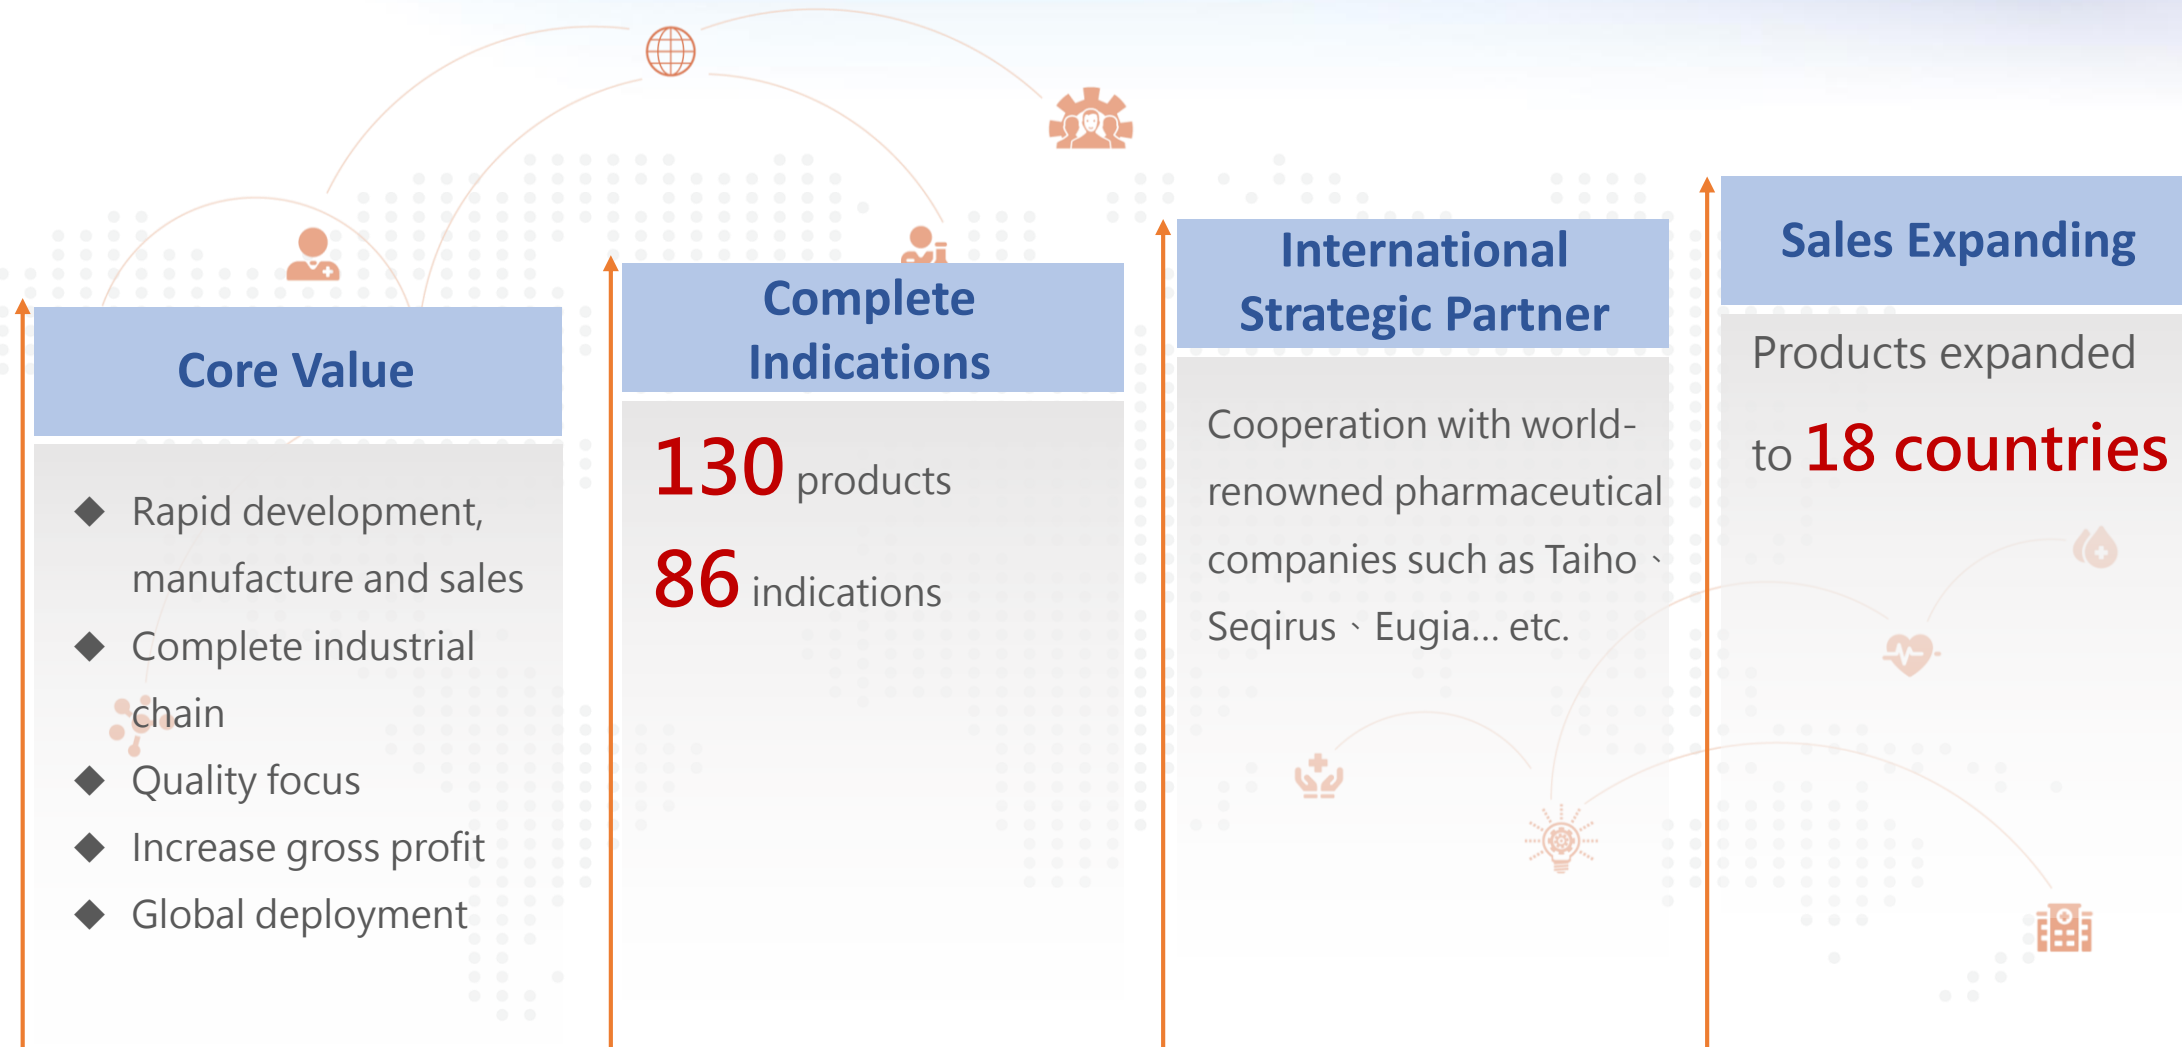 Core Value
◆ Rapid development,
manufacture and sales
◆ Complete industrial
chain
◆ Quality focus
◆ Increase gross profit
◆ Global deployment
Complete
Indications
130 products
86 indications
International
Strategic Partner
Cooperation with world-
renowned pharmaceutical
companies such as Taiho、
Seqirus、Eugia... etc.
Sales Expanding
Products expanded
to 18 countries